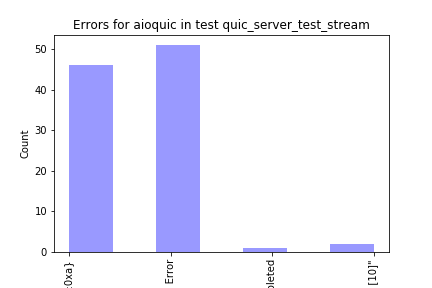 Errors for aioquic in test quic_server_test_stream
50
40
30
20
10
0
Count
:0xa}
Error
pleted
[10]"